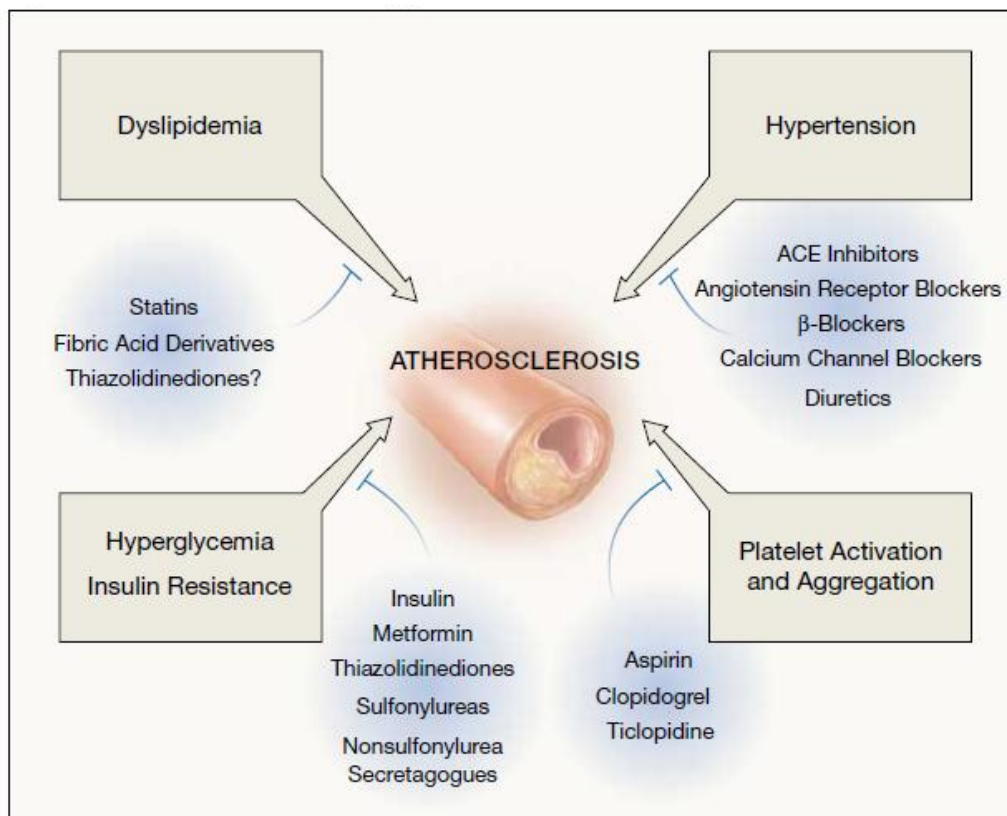 Dyslipidemia
Hypertension
Statins
Fibric Acid Derivatives
Thiazolidinediones?
ACE Inhibitors
Angiotensin Receptor Blockers
β-Blockers
Calcium Channel Blockers
Diuretics
ATHEROSCLEROSIS
Hyperglycemia
Insulin Resistance
Platelet Activation
and Aggregation
Insulin
Metformin
Thiazolidinediones
Sulfonylureas
Nonsulfonylurea
Secretagogues
Aspirin
Clopidogrel
Ticlopidine